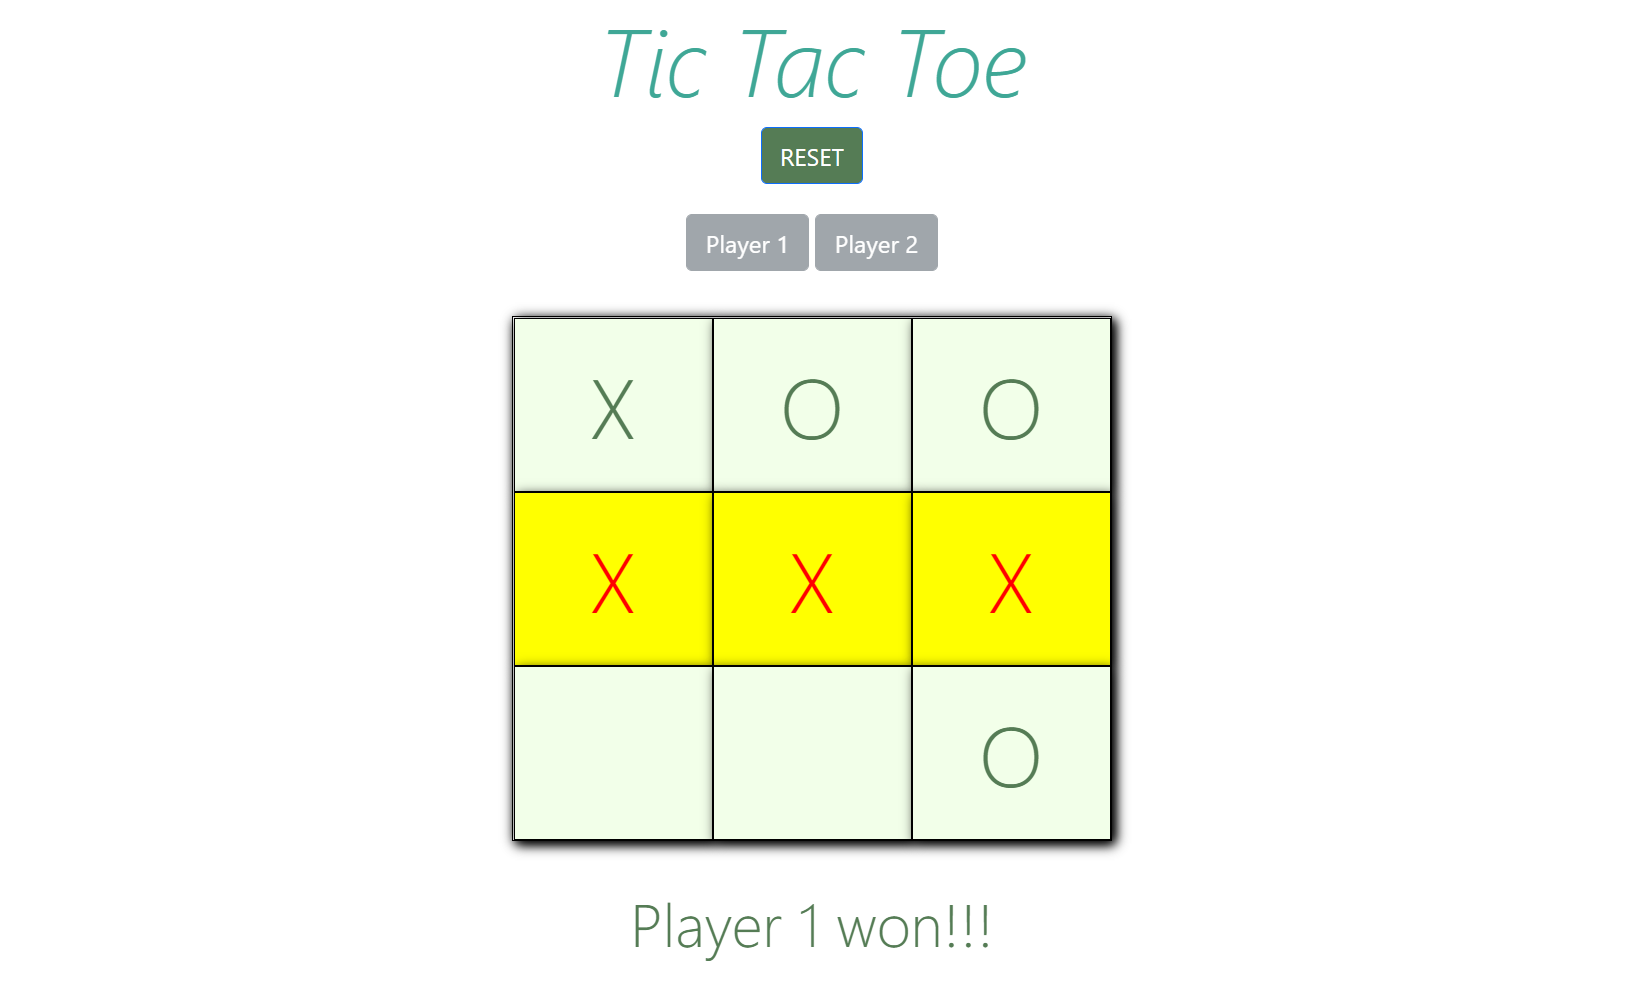 Tic Tac Toe
RESET
Player 1 Player 2
X O O
X X X
O
Player 1 won!!!